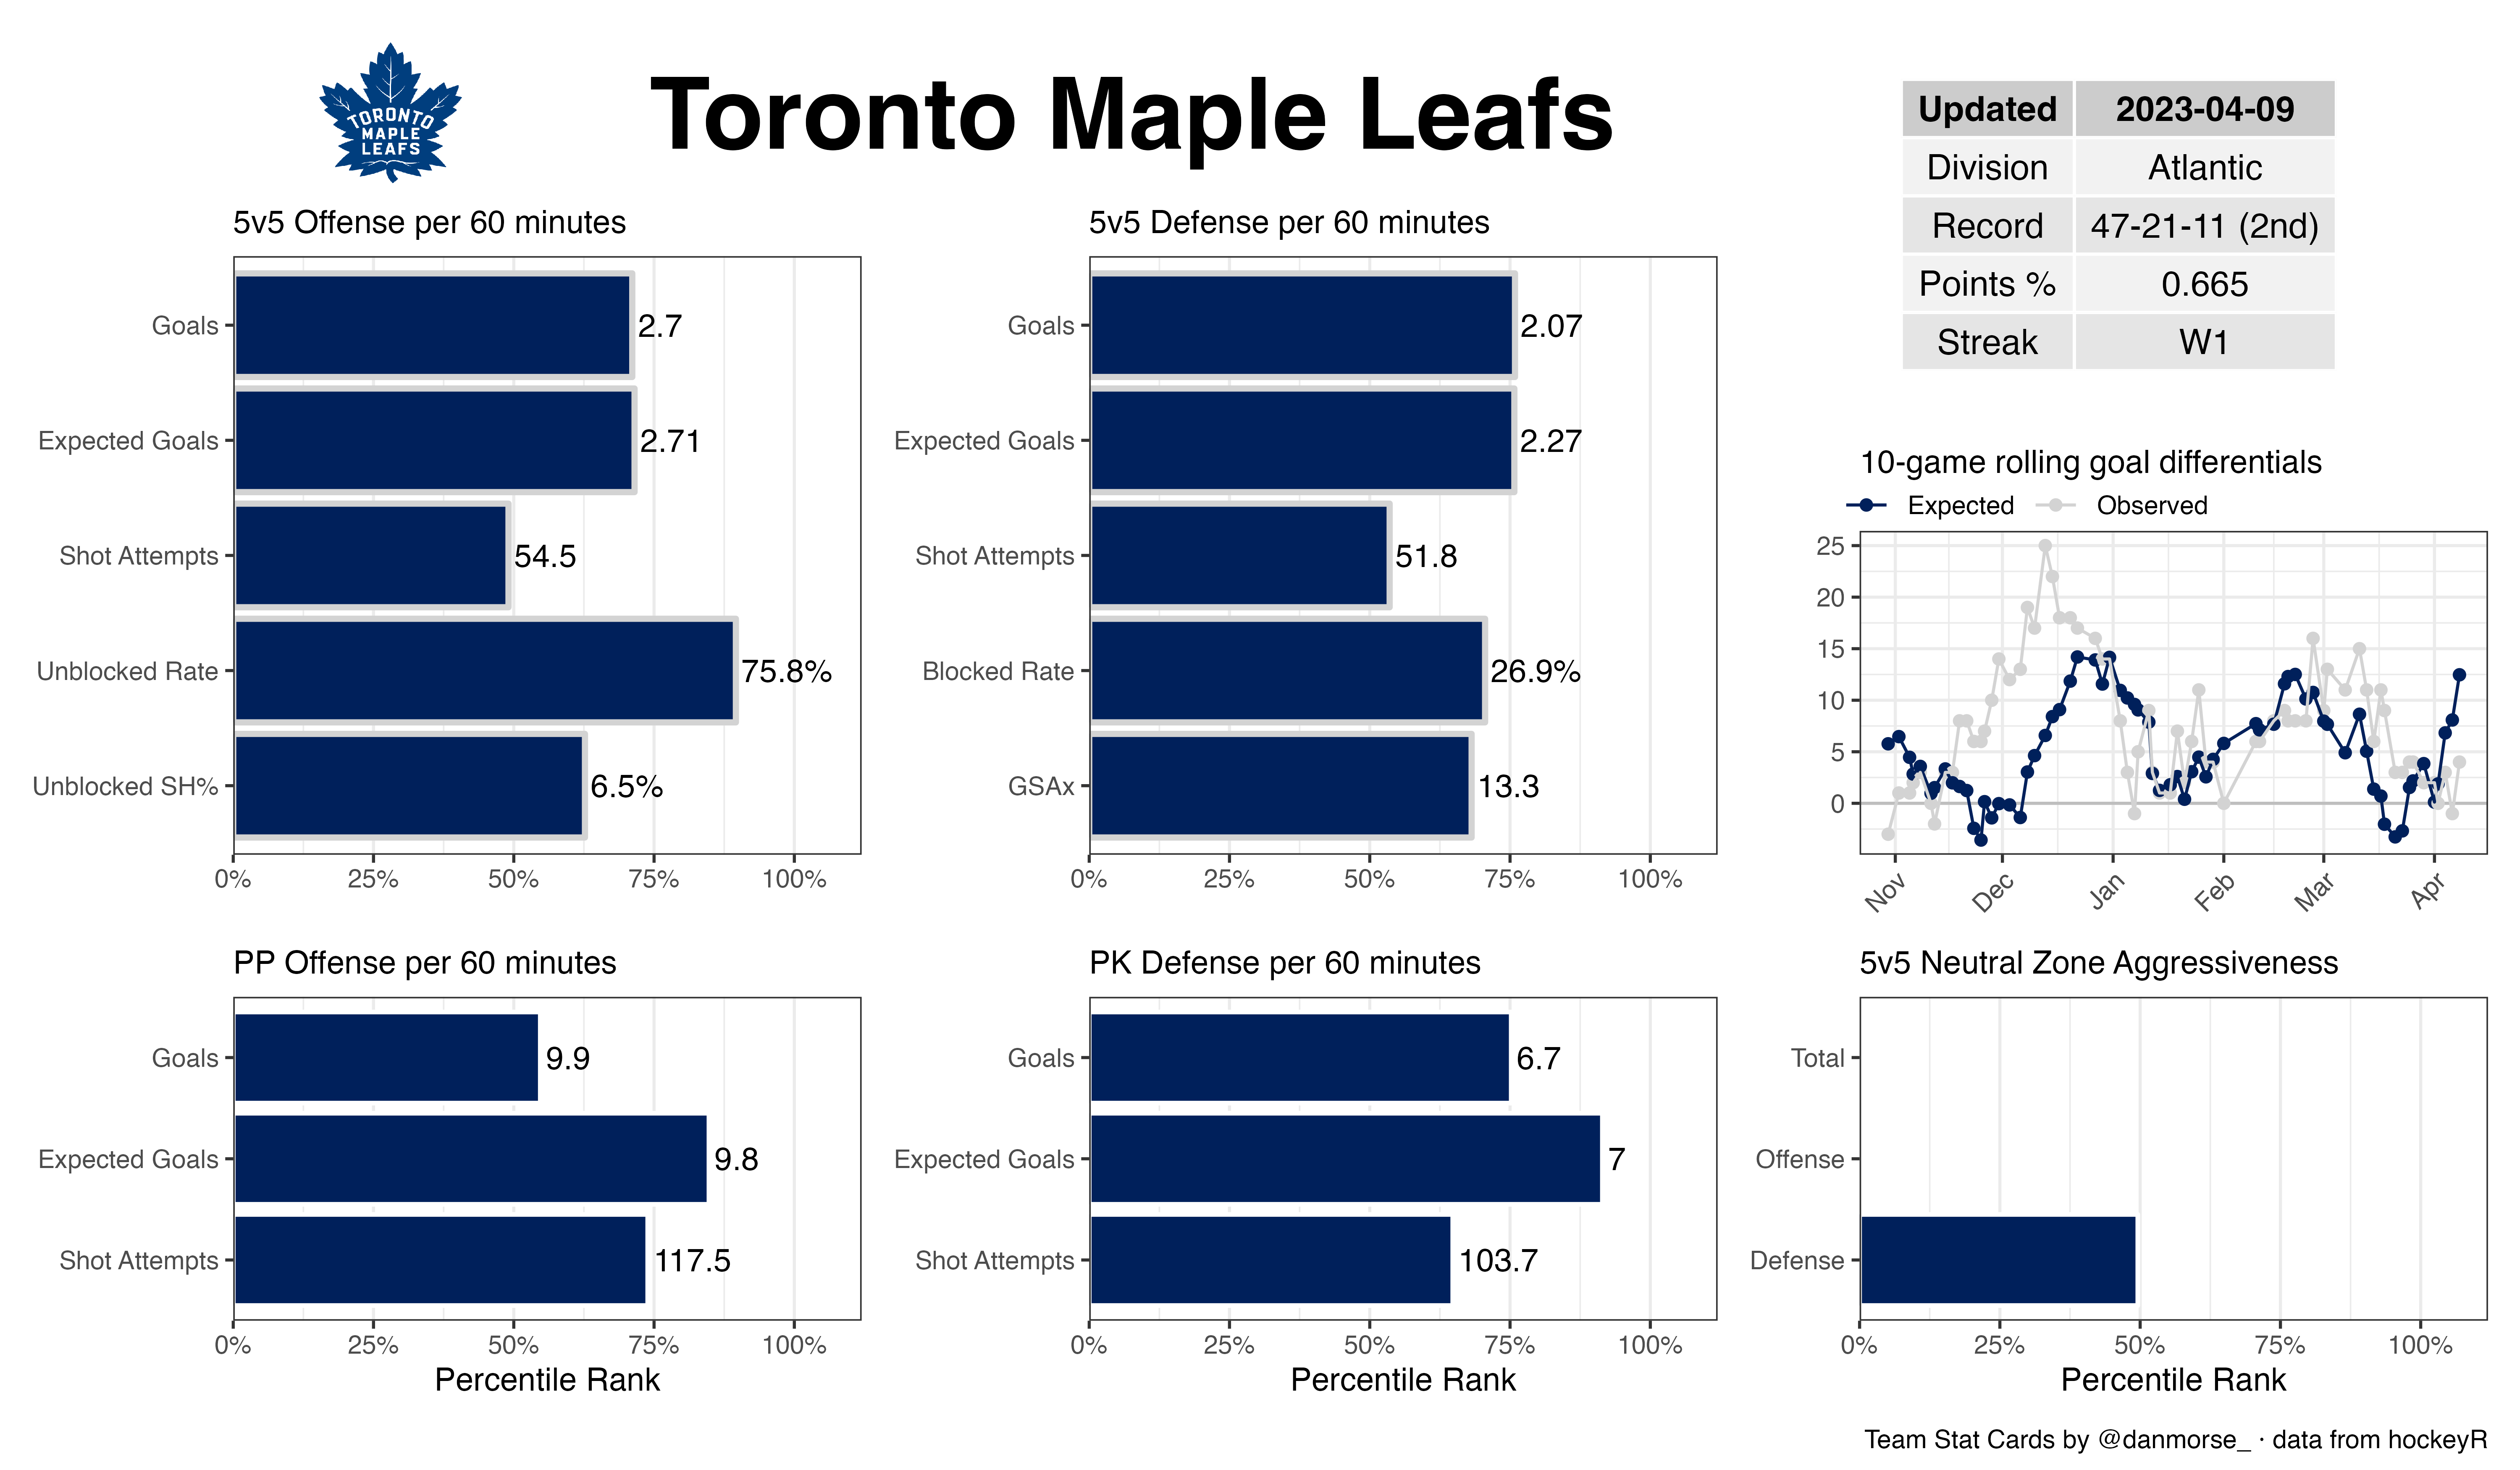 TORONTO
MAPLE
LEAFS
Toronto Maple Leafs
Updated 2023-04-09
Division Atlantic
Record 47-21-11 (2nd)
Points % 0.665
Streak W1
5v5 Offense per 60 minutes
Goals 2.7
Expected Goals 2.71
Shot Attempts 54.5
Unblocked Rate 75.8%
Unblocked SH% 6.5%
0% 25% 50% 75% 100%
5v5 Defense per 60 minutes
Goals 2.07
Expected Goals 2.27
Shot Attempts 51.8
Blocked Rate 26.9%
GSAx 13.3
0% 25% 50% 75% 100%
10-game rolling goal differentials
Expected Observed
25
20
15
10
5
0
Nov Dec Jan Feb Mar Apr
PP Offense per 60 minutes
Goals 9.9
Expected Goals 9.8
Shot Attempts 117.5
0% 25% 50% 75% 100%
Percentile Rank
PK Defense per 60 minutes
Goals 6.7
Expected Goals 7
Shot Attempts 103.7
0% 25% 50% 75% 100%
Percentile Rank
5v5 Neutral Zone Aggressiveness
Total
Offense
Defense
0% 25% 50% 75% 100%
Percentile Rank
Team Stat Cards by @danmorse_ · data from hockeyR